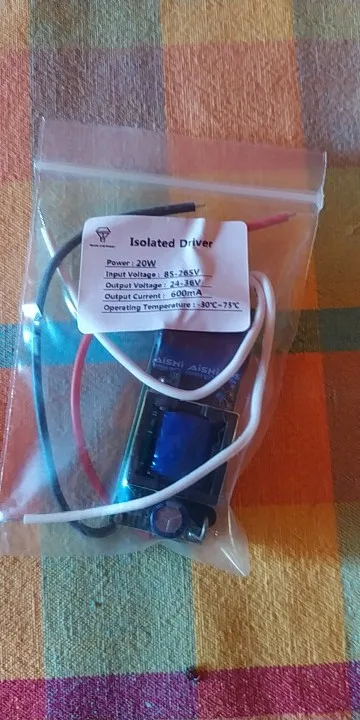 Isolated Driver
Power : 20W
Input Voltage : 85-265V
Output Voltage : 24-36V
Output Current : 600mA
Operating Temperature : -30℃~75℃
AISHI AISHI